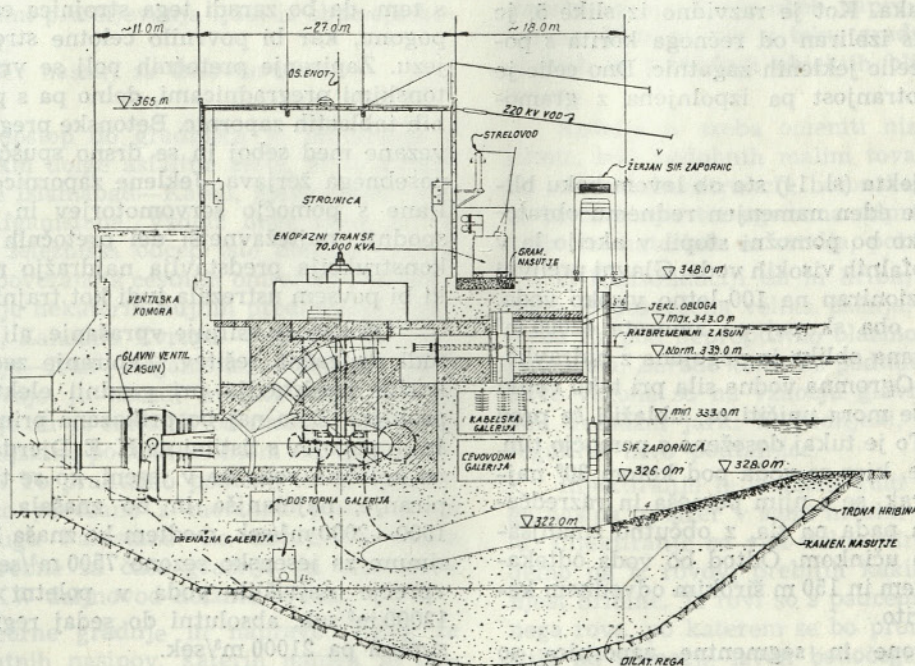 ~11.0m ~27.0m ~18.0m
OS. ENOT
365 m
220 KV VOD
STRELOVOD
ŽERJAV SIF. ZAPORNIC
STROJNICA
ENOFAZNI TRANSF.
70,000 KVA
GRAM. NASUTJE
348.0 m
VENTILSKA
KOMORA
JEKL. OBLOGA
max. 343.0 m
RAZBREMENILNI ZASUN
Norm. 339.0 m
GLAVNI VENTIL
(ZASUN)
KABELSKA
GALERIJA
min 333.0 m
CEVOVODNA
GALERIJA
SIF. ZAPORNICA
326.0 m
328.0 m
DOSTOPNA GALERIJA
322.0 m
DRENAŽNA GALERIJA
TRDNA HRIBINA
KAMEN. NASUTJE
DILAT. REGA